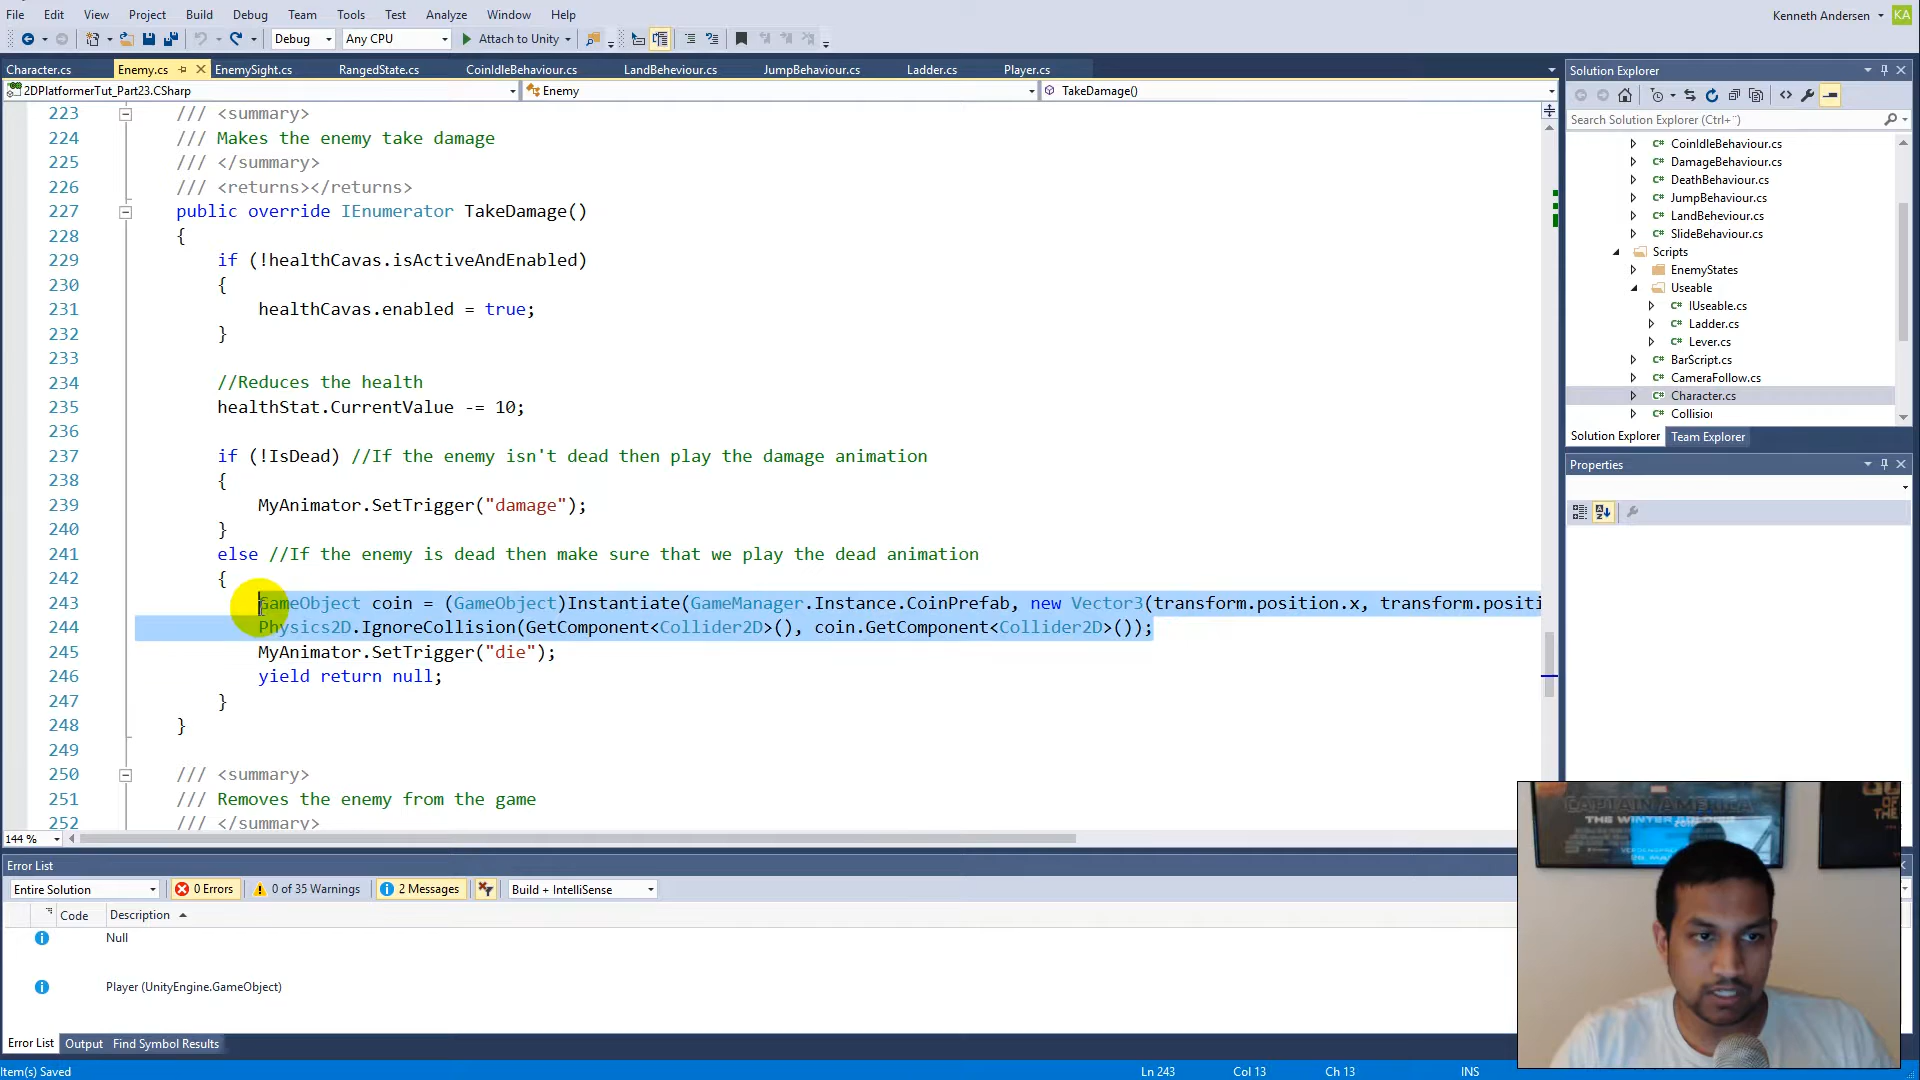 File Edit View Project Build Debug Team Tools Test Analyze Window Help
Kenneth Andersen KA
Debug Any CPU Attach to Unity
Character.cs Enemy.cs EnemySight.cs RangedState.cs CoinIdleBehaviour.cs LandBeheviour.cs JumpBehaviour.cs Ladder.cs Player.cs
2DPlatformerTut_Part23.CSharp Enemy TakeDamage()
223 /// <summary>
224 /// Makes the enemy take damage
225 /// </summary>
226 /// <returns></returns>
227 public override IEnumerator TakeDamage()
228 {
229 if (!healthCavas.isActiveAndEnabled)
230 {
231 healthCavas.enabled = true;
232 }
233
234 //Reduces the health
235 healthStat.CurrentValue -= 10;
236
237 if (!IsDead) //If the enemy isn't dead then play the damage animation
238 {
239 MyAnimator.SetTrigger("damage");
240 }
241 else //If the enemy is dead then make sure that we play the dead animation
242 {
243 GameObject coin = (GameObject)Instantiate(GameManager.Instance.CoinPrefab, new Vector3(transform.position.x, transform.positi
244 Physics2D.IgnoreCollision(GetComponent<Collider2D>(), coin.GetComponent<Collider2D>());
245 MyAnimator.SetTrigger("die");
246 yield return null;
247 }
248 }
249
250 /// <summary>
251 /// Removes the enemy from the game
252 /// </summary>
144 %
Solution Explorer
Search Solution Explorer (Ctrl+¨)
C# CoinIdleBehaviour.cs
C# DamageBehaviour.cs
C# DeathBehaviour.cs
C# JumpBehaviour.cs
C# LandBeheviour.cs
C# SlideBehaviour.cs
Scripts
EnemyStates
Useable
C# IUseable.cs
C# Ladder.cs
C# Lever.cs
C# BarScript.cs
C# CameraFollow.cs
C# Character.cs
C# Collision
Solution Explorer Team Explorer
Properties
Error List
Entire Solution 0 Errors 0 of 35 Warnings 2 Messages Build + IntelliSense
Code Description
Null
Player (UnityEngine.GameObject)
Error List Output Find Symbol Results
Item(s) Saved Ln 243 Col 13 Ch 13 INS
CAPTAIN AMERICA
THE WINTER SOLDIER